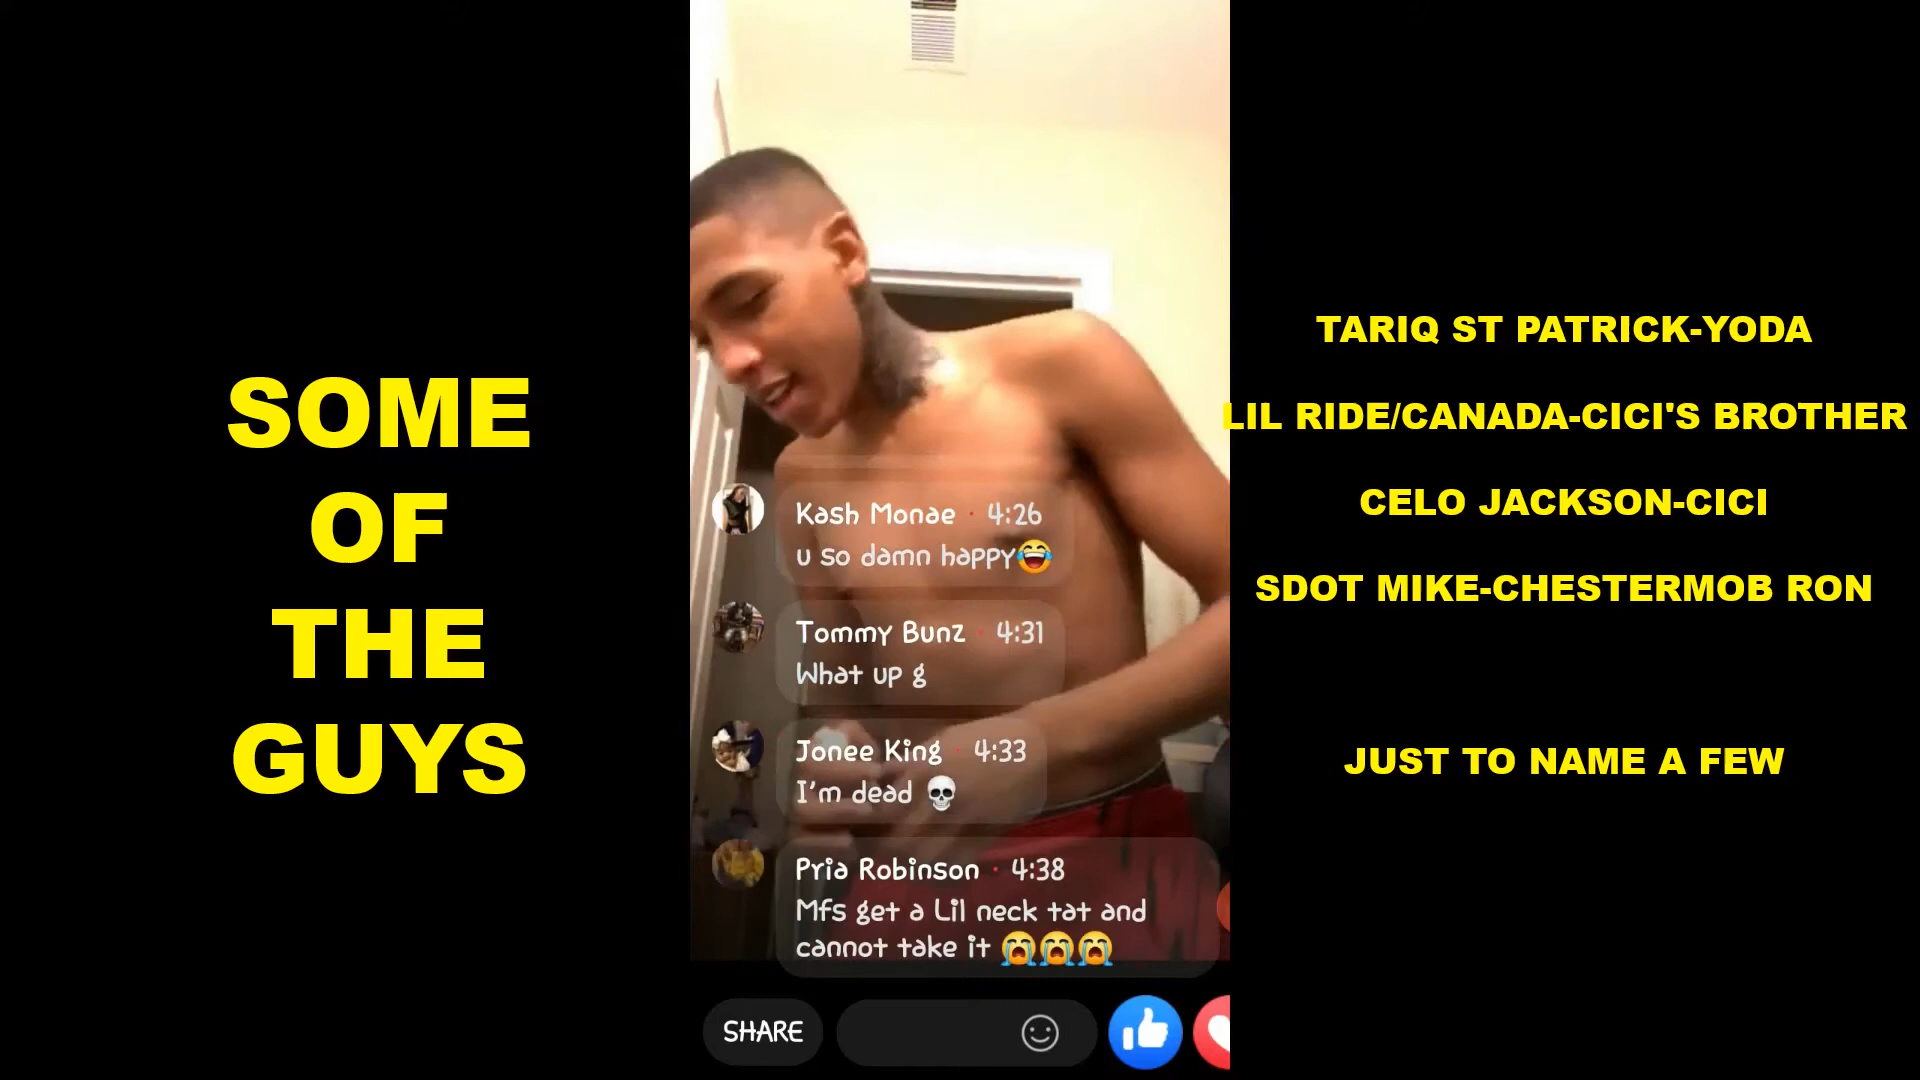 SOME
OF
THE
GUYS
Kash Monae · 4:26
u so damn happy😂
Tommy Bunz · 4:31
What up g
Jonee King · 4:33
I'm dead 💀
Pria Robinson · 4:38
Mfs get a Lil neck tat and
cannot take it 😭😭😭
SHARE
TARIQ ST PATRICK-YODA
LIL RIDE/CANADA-CICI'S BROTHER
CELO JACKSON-CICI
SDOT MIKE-CHESTERMOB RON
JUST TO NAME A FEW